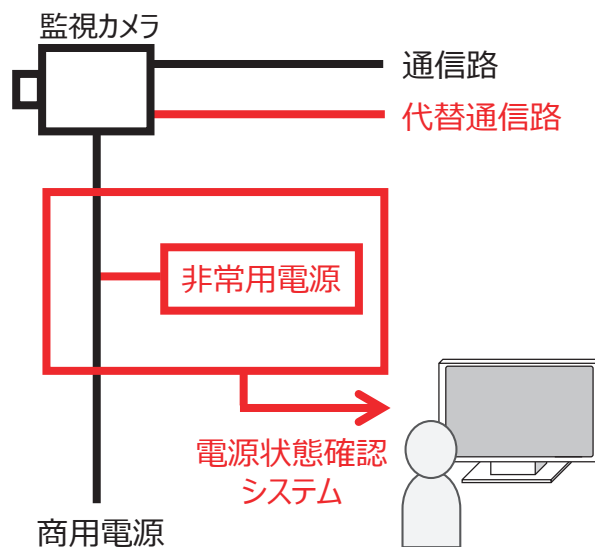 監視カメラ
通信路
代替通信路
非常用電源
電源状態確認
システム
商用電源